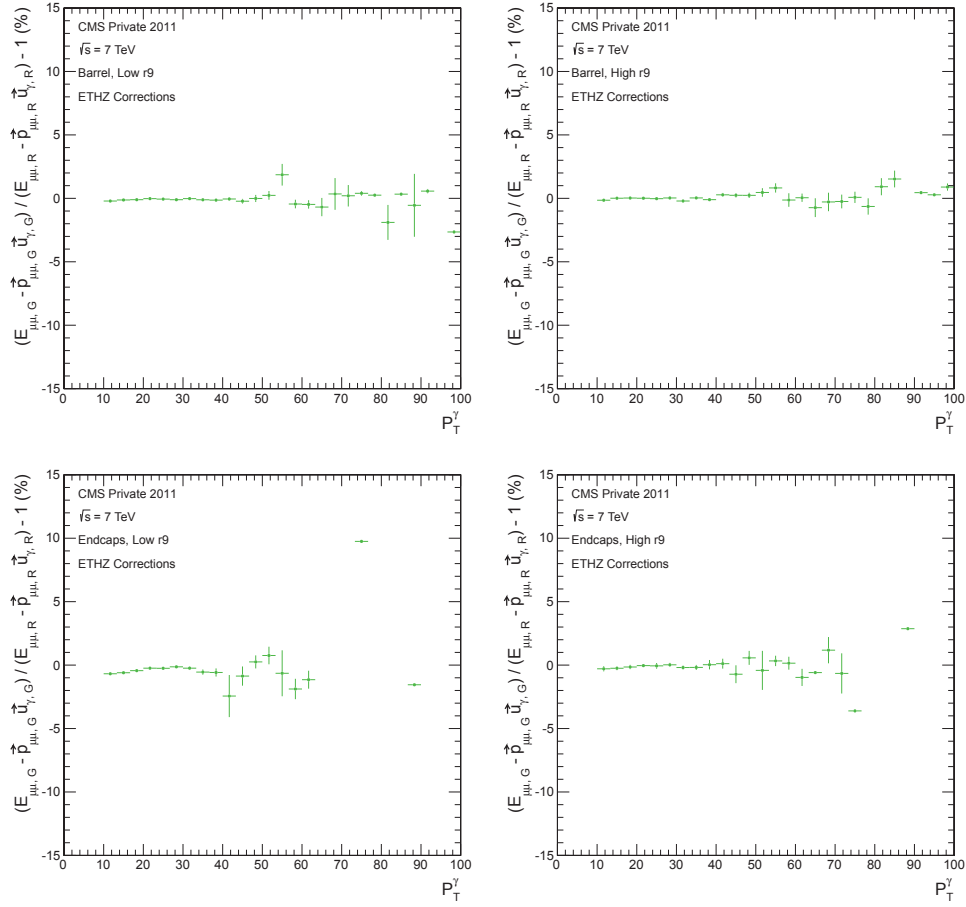 (E_μμ, G - p⃗_μμ, G u⃗_γ, G) / (E_μμ, R - p⃗_μμ, R u⃗_γ, R) - 1 (%)
15
10
5
0
-5
-10
-15
CMS Private 2011
√s = 7 TeV
Barrel, Low r9
ETHZ Corrections
0 10 20 30 40 50 60 70 80 90 100
P_T^γ
(E_μμ, G - p⃗_μμ, G u⃗_γ, G) / (E_μμ, R - p⃗_μμ, R u⃗_γ, R) - 1 (%)
15
10
5
0
-5
-10
-15
CMS Private 2011
√s = 7 TeV
Barrel, High r9
ETHZ Corrections
0 10 20 30 40 50 60 70 80 90 100
P_T^γ
(E_μμ, G - p⃗_μμ, G u⃗_γ, G) / (E_μμ, R - p⃗_μμ, R u⃗_γ, R) - 1 (%)
15
10
5
0
-5
-10
-15
CMS Private 2011
√s = 7 TeV
Endcaps, Low r9
ETHZ Corrections
0 10 20 30 40 50 60 70 80 90 100
P_T^γ
(E_μμ, G - p⃗_μμ, G u⃗_γ, G) / (E_μμ, R - p⃗_μμ, R u⃗_γ, R) - 1 (%)
15
10
5
0
-5
-10
-15
CMS Private 2011
√s = 7 TeV
Endcaps, High r9
ETHZ Corrections
0 10 20 30 40 50 60 70 80 90 100
P_T^γ